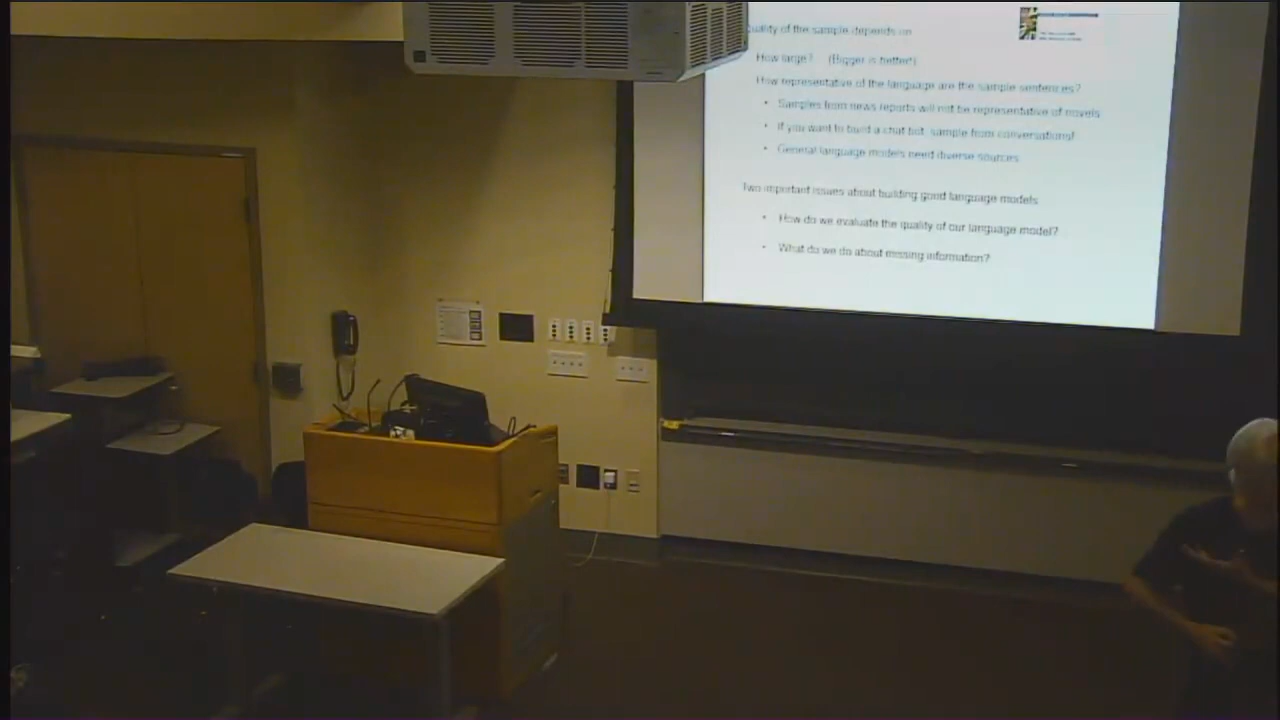 Quality of the sample depends on
How large? (Bigger is better!)
How representative of the language are the sample sentences?
• Samples from news reports will not be representative of novels
• If you want to build a chat bot, sample from conversations!
• General language models need diverse sources
Two important issues about building good language models
• How do we evaluate the quality of our language model?
• What do we do about missing information?